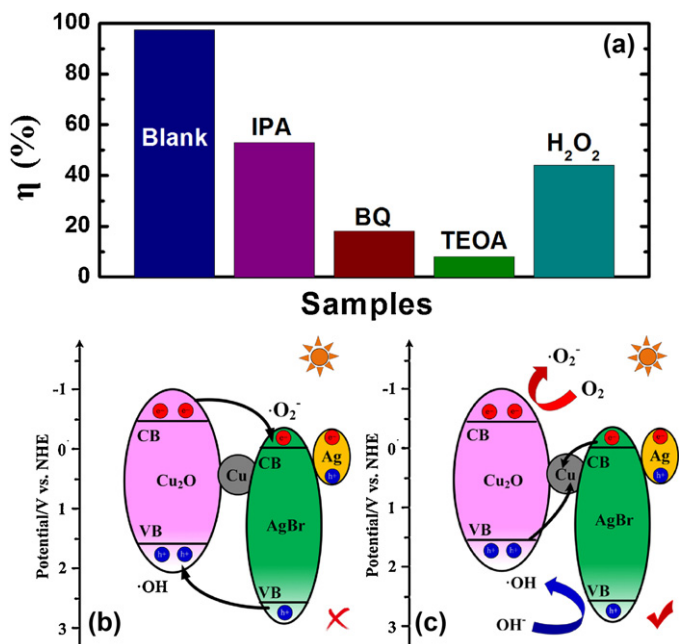 100
80
60
40
20
0
η (%)
(a)
Blank
IPA
BQ
TEOA
H₂O₂
Samples
Potential/V vs. NHE
-1
0
1
2
3
e⁻ e⁻
CB
Cu₂O
VB
h⁺ h⁺
·OH
Cu
·O₂⁻
e⁻
CB
AgBr
VB
h⁺
e⁻
Ag
h⁺
(b)
Potential/V vs. NHE
-1
0
1
2
3
·O₂⁻
O₂
e⁻ e⁻
CB
Cu₂O
VB
h⁺ h⁺
Cu
e⁻
CB
AgBr
VB
h⁺
e⁻
Ag
h⁺
·OH
OH⁻
(c)